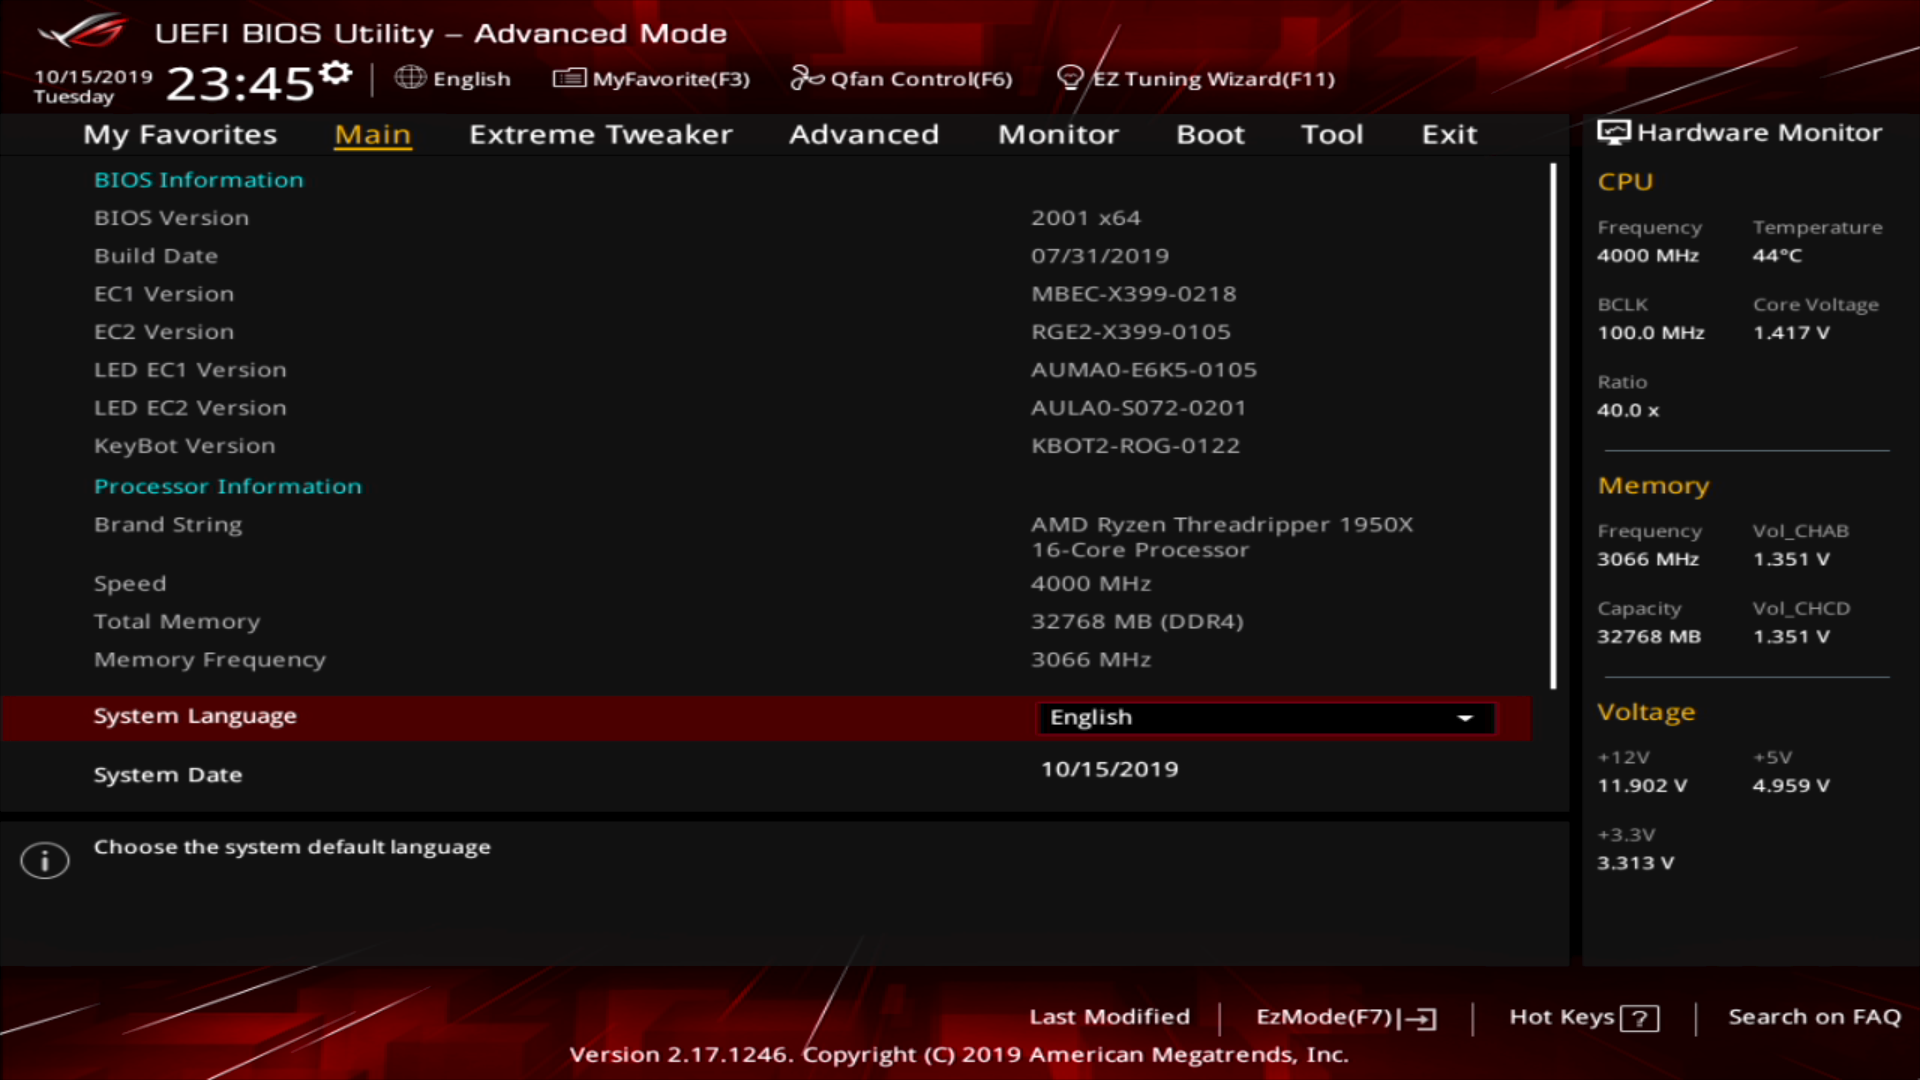 UEFI BIOS Utility – Advanced Mode
10/15/2019
Tuesday
23:45
English
MyFavorite(F3)
Qfan Control(F6)
EZ Tuning Wizard(F11)
My Favorites
Main
Extreme Tweaker
Advanced
Monitor
Boot
Tool
Exit
BIOS Information
BIOS Version 2001 x64
Build Date 07/31/2019
EC1 Version MBEC-X399-0218
EC2 Version RGE2-X399-0105
LED EC1 Version AUMA0-E6K5-0105
LED EC2 Version AULA0-S072-0201
KeyBot Version KBOT2-ROG-0122
Processor Information
Brand String AMD Ryzen Threadripper 1950X
16-Core Processor
Speed 4000 MHz
Total Memory 32768 MB (DDR4)
Memory Frequency 3066 MHz
System Language English
System Date 10/15/2019
Choose the system default language
Hardware Monitor
CPU
Frequency Temperature
4000 MHz 44°C
BCLK Core Voltage
100.0 MHz 1.417 V
Ratio
40.0 x
Memory
Frequency Vol_CHAB
3066 MHz 1.351 V
Capacity Vol_CHCD
32768 MB 1.351 V
Voltage
+12V +5V
11.902 V 4.959 V
+3.3V
3.313 V
Last Modified
EzMode(F7)
Hot Keys ?
Search on FAQ
Version 2.17.1246. Copyright (C) 2019 American Megatrends, Inc.